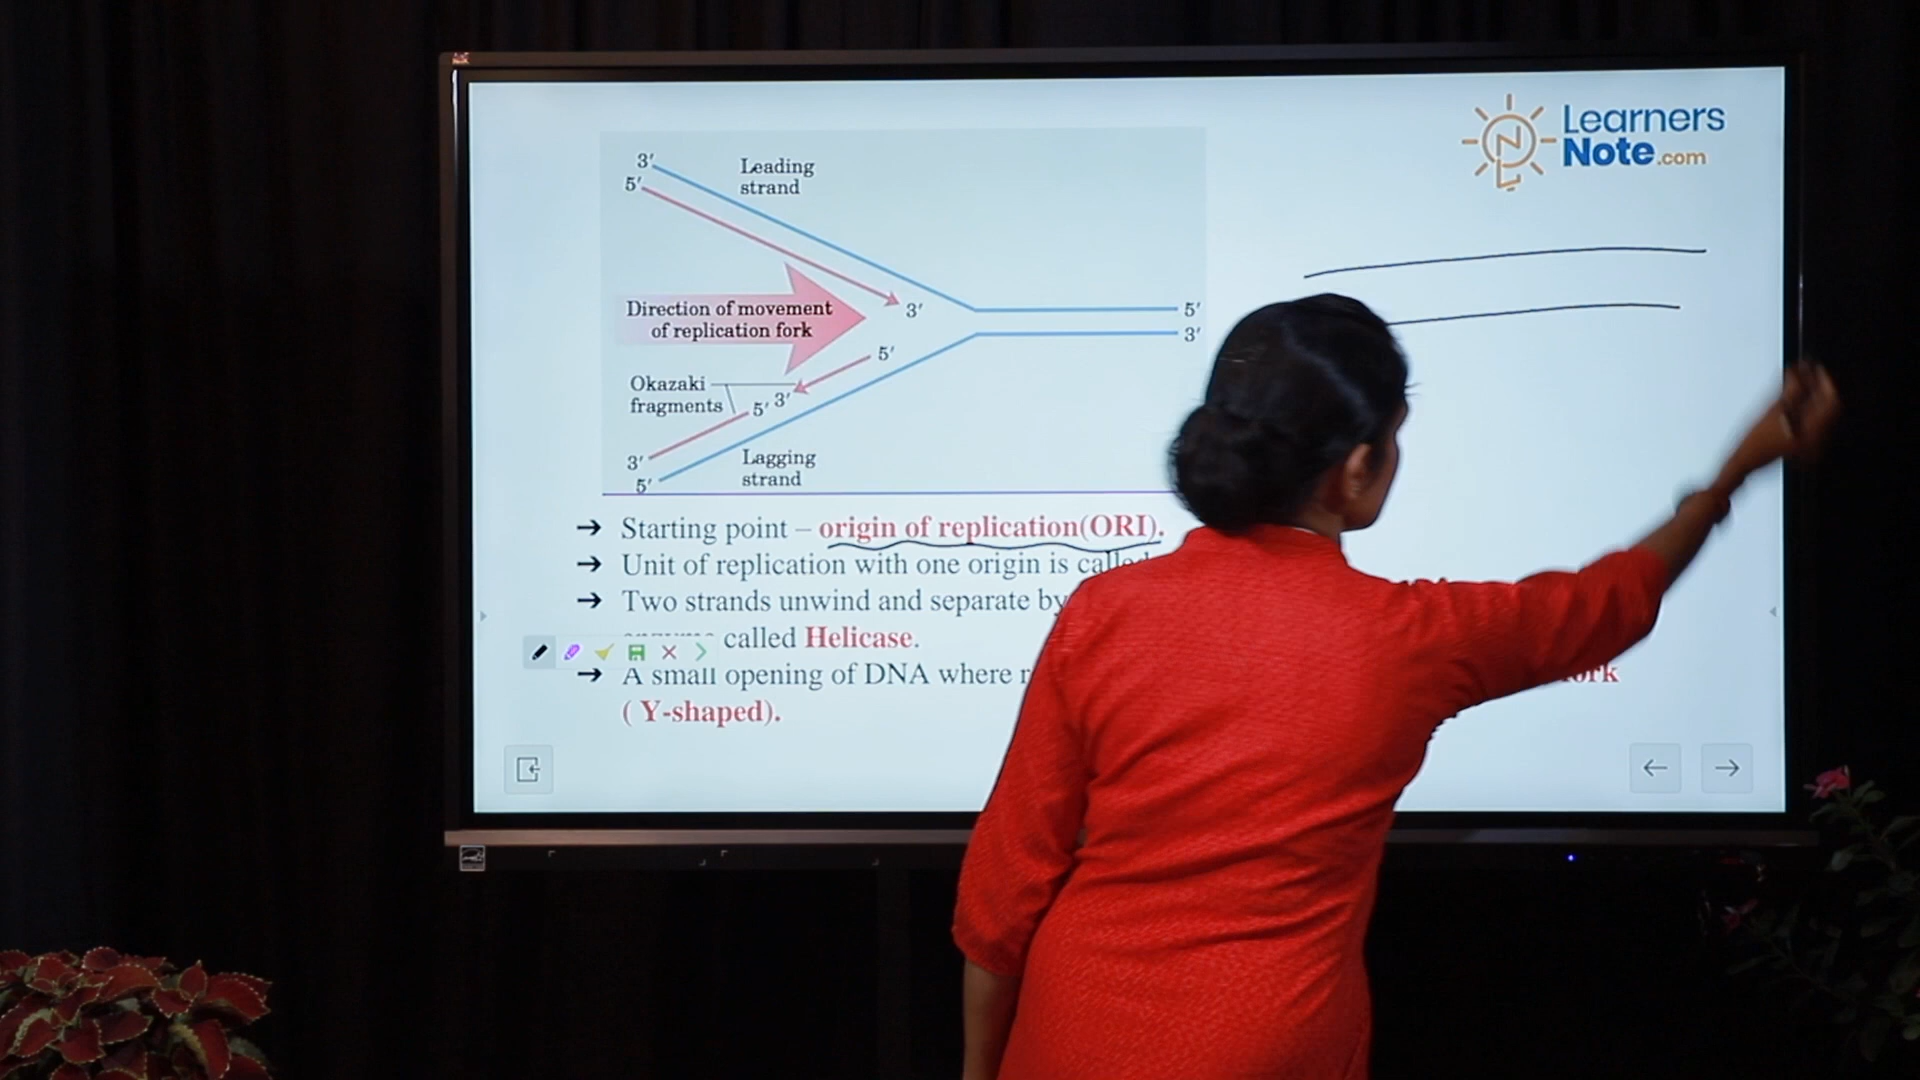 Learners
Note.com
3′
Leading
5′
strand
Direction of movement
of replication fork
3′
5′
3′
5′
Okazaki
fragments
5′ 3′
3′
Lagging
5′
strand
→ Starting point – origin of replication(ORI).
→ Unit of replication with one origin is called
→ Two strands unwind and separate by
called Helicase.
→ A small opening of DNA where
( Y-shaped).